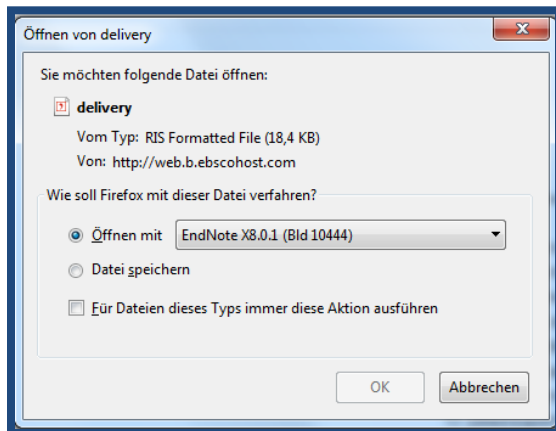 Öffnen von delivery
Sie möchten folgende Datei öffnen:
delivery
Vom Typ: RIS Formatted File (18,4 KB)
Von: http://web.b.ebscohost.com
Wie soll Firefox mit dieser Datei verfahren?
Öffnen mit EndNote X8.0.1 (Bld 10444)
Datei speichern
Für Dateien dieses Typs immer diese Aktion ausführen
OK Abbrechen